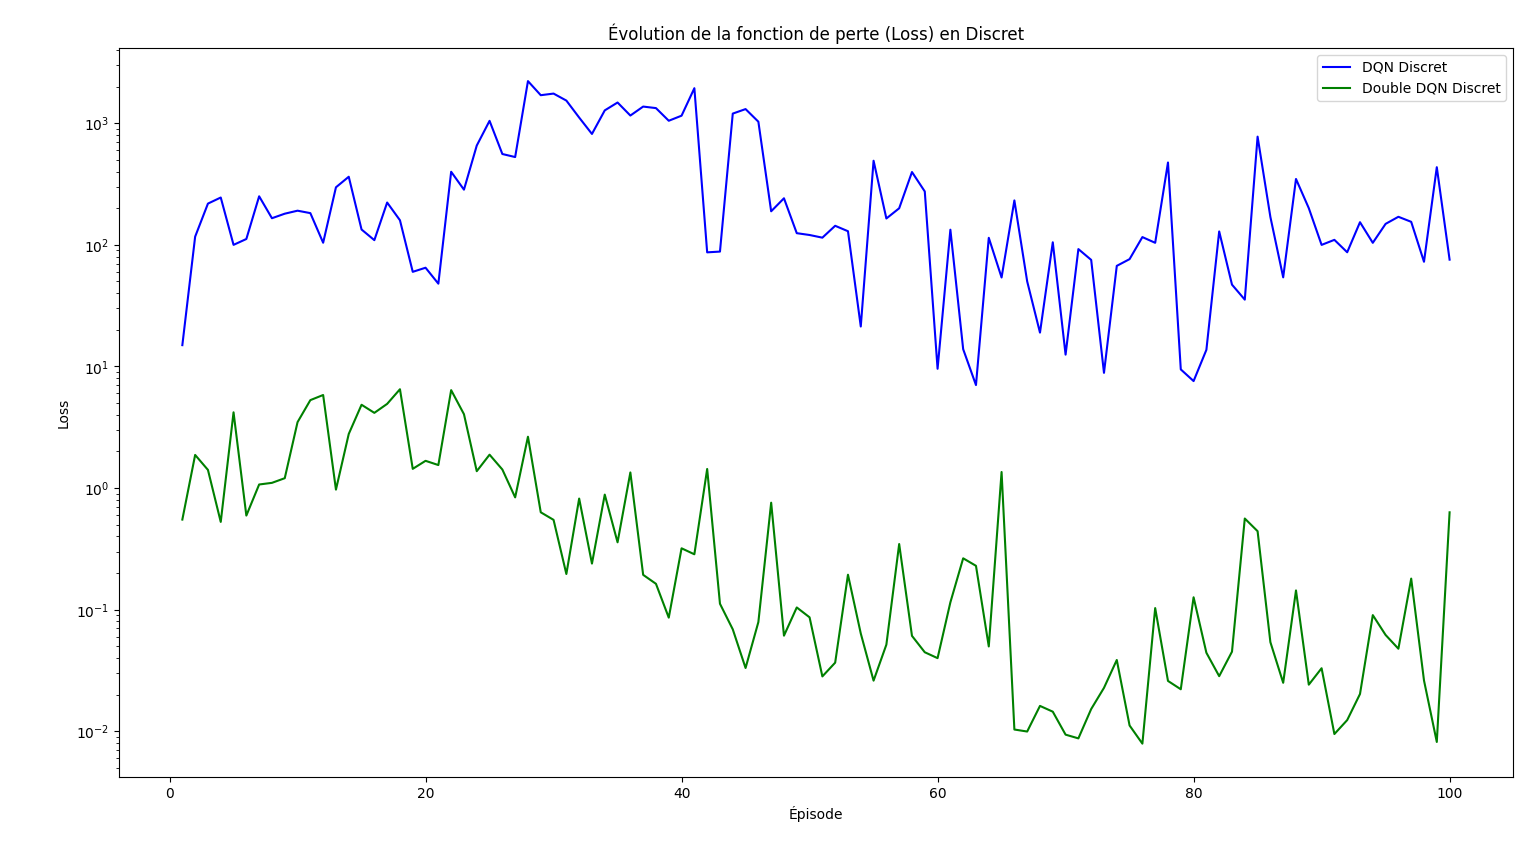 Évolution de la fonction de perte (Loss) en Discret
DQN Discret
Double DQN Discret
Loss
10³
10²
10¹
10⁰
10⁻¹
10⁻²
0 20 40 60 80 100
Épisode